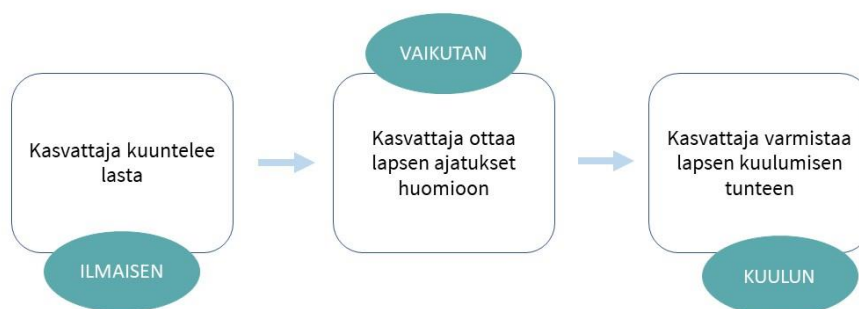 Kasvattaja kuuntelee
lasta
ILMAISEN
VAIKUTAN
Kasvattaja ottaa
lapsen ajatukset
huomioon
Kasvattaja varmistaa
lapsen kuulumisen
tunteen
KUULUN